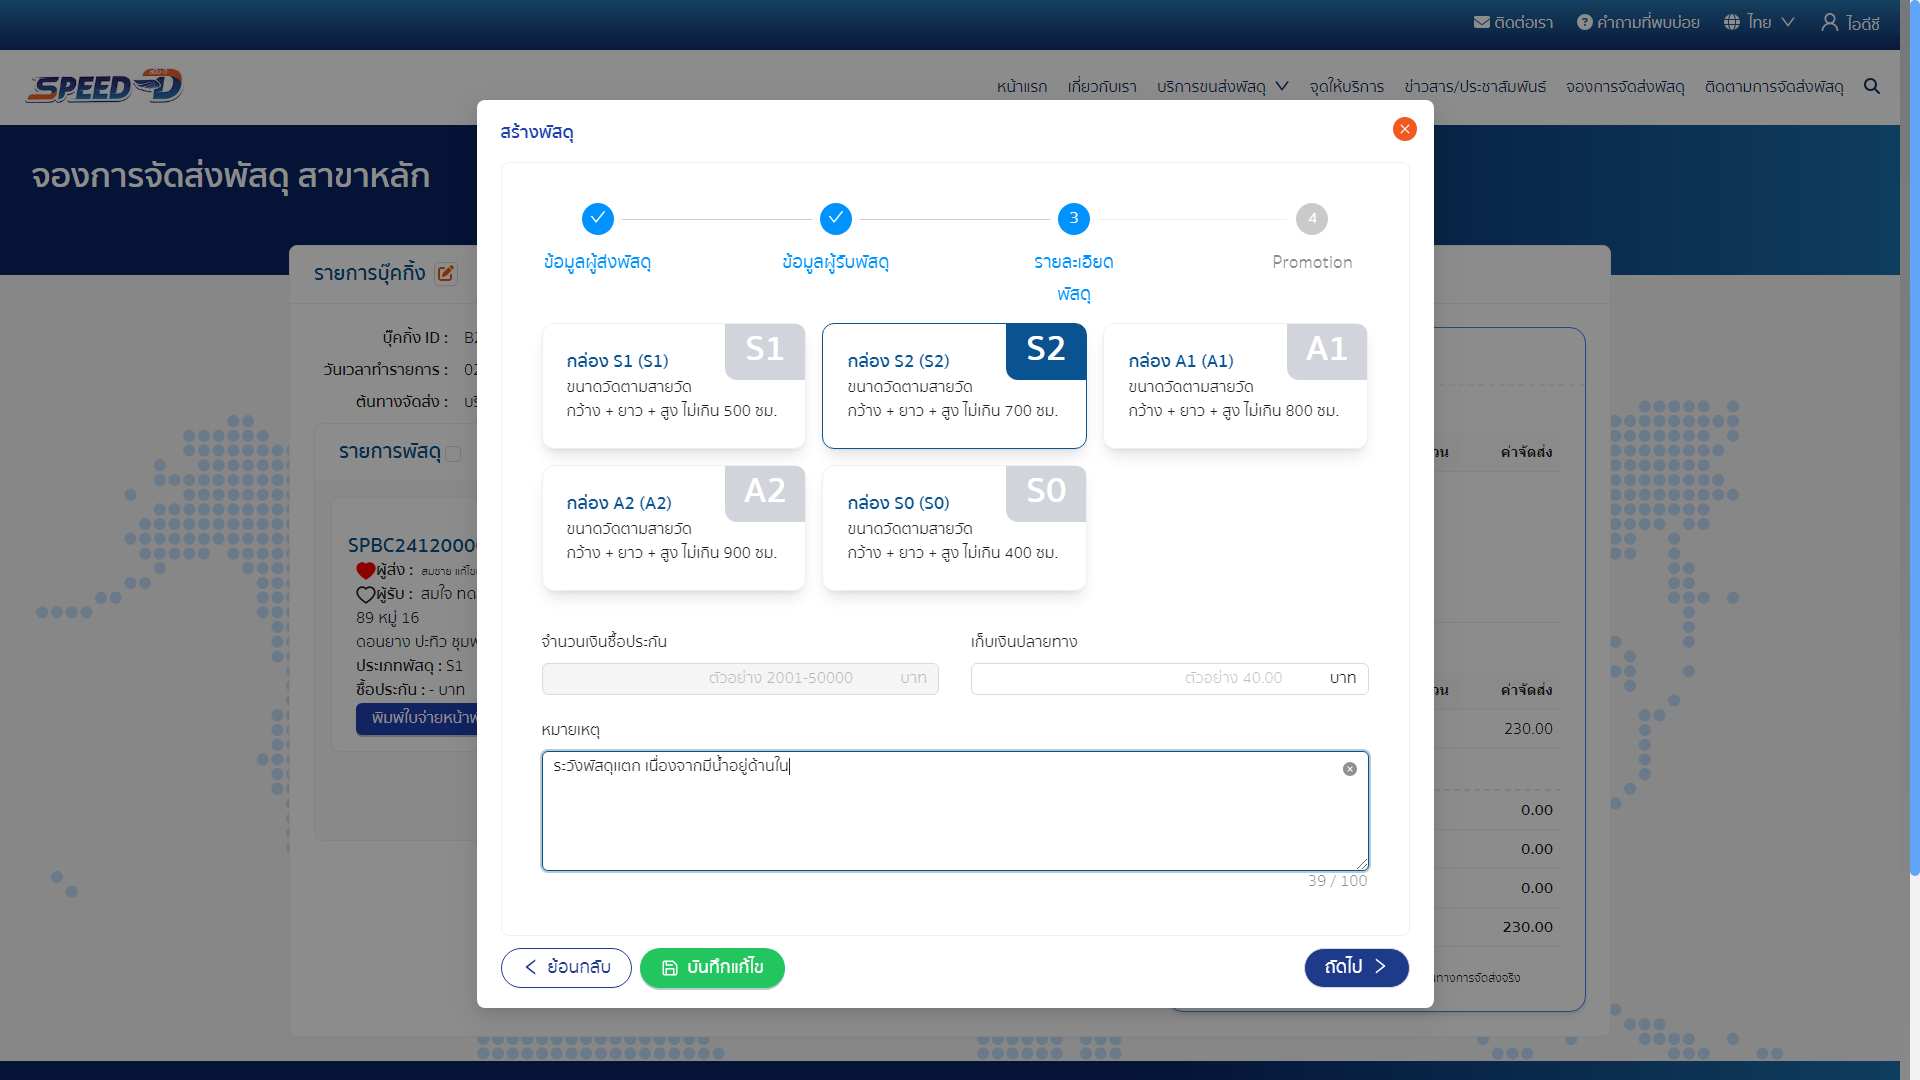 ติดต่อเรา
คำถามที่พบบ่อย
ไทย
ไอดีซี
SPEED D
หน้าแรก
เกี่ยวกับเรา
บริการขนส่งพัสดุ
จุดให้บริการ
ข่าวสาร/ประชาสัมพันธ์
จองการจัดส่งพัสดุ
ติดตามการจัดส่งพัสดุ
จองการจัดส่งพัสดุ สาขาหลัก
รายการบุ๊คกิ้ง
บุ๊คกิ้ง ID :
วันเวลาทำรายการ :
ต้นทางจัดส่ง :
รายการพัสดุ
SPBC2412000
ผู้ส่ง : สมชาย แก้ไข
ผู้รับ : สมใจ ทด
89 หมู่ 16
ดอนยาง ปะทิว ชุมพ
ประเภทพัสดุ : S1
ซื้อประกัน : - บาท
พิมพ์ใบจ่ายหน้าพ
สร้างพัสดุ
ข้อมูลผู้ส่งพัสดุ
ข้อมูลผู้รับพัสดุ
3
รายละเอียด
พัสดุ
4
Promotion
S1
กล่อง S1 (S1)
ขนาดวัดตามสายวัด
กว้าง + ยาว + สูง ไม่เกิน 500 ซม.
S2
กล่อง S2 (S2)
ขนาดวัดตามสายวัด
กว้าง + ยาว + สูง ไม่เกิน 700 ซม.
A1
กล่อง A1 (A1)
ขนาดวัดตามสายวัด
กว้าง + ยาว + สูง ไม่เกิน 800 ซม.
A2
กล่อง A2 (A2)
ขนาดวัดตามสายวัด
กว้าง + ยาว + สูง ไม่เกิน 900 ซม.
S0
กล่อง S0 (S0)
ขนาดวัดตามสายวัด
กว้าง + ยาว + สูง ไม่เกิน 400 ซม.
จำนวนเงินซื้อประกัน
ตัวอย่าง 2001-50000 บาท
เก็บเงินปลายทาง
ตัวอย่าง 40.00 บาท
หมายเหตุ
ระวังพัสดุแตก เนื่องจากมีน้ำอยู่ด้านใน
39 / 100
ย้อนกลับ
บันทึกแก้ไข
ถัดไป
ค่าจัดส่ง
ค่าจัดส่ง
230.00
0.00
0.00
0.00
230.00
ทางการจัดส่งจริง